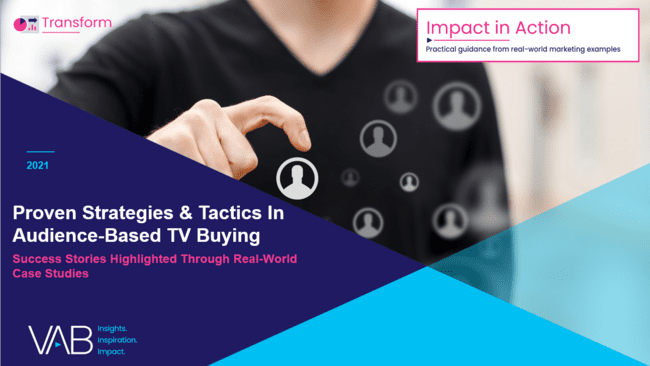 Transform
Impact in Action
Practical guidance from real-world marketing examples
2021
Proven Strategies & Tactics In
Audience-Based TV Buying
Success Stories Highlighted Through Real-World
Case Studies
VAB
Insights.
Inspiration.
Impact.